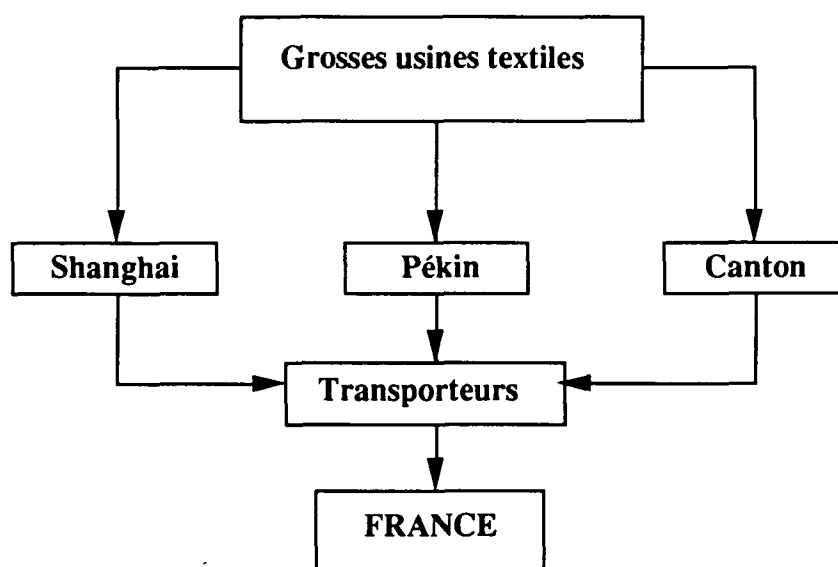 Grosses usines textiles
Shanghai
Pékin
Canton
Transporteurs
FRANCE